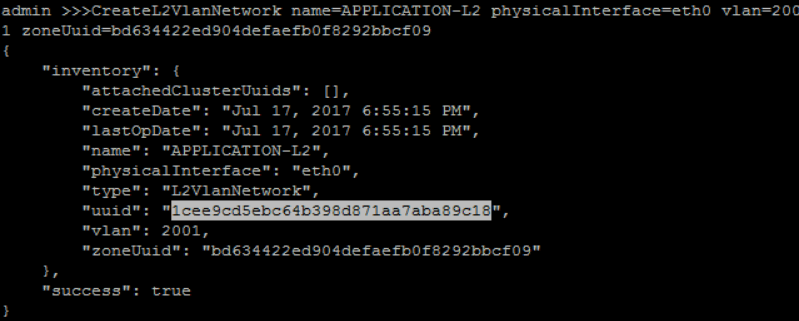 admin >>>CreateL2VlanNetwork name=APPLICATION-L2 physicalInterface=eth0 vlan=200
1 zoneUuid=bd634422ed904defaefb0f8292bbcf09
{
    "inventory": {
        "attachedClusterUuids": [],
        "createDate": "Jul 17, 2017 6:55:15 PM",
        "lastOpDate": "Jul 17, 2017 6:55:15 PM",
        "name": "APPLICATION-L2",
        "physicalInterface": "eth0",
        "type": "L2VlanNetwork",
        "uuid": "1cee9cd5ebc64b398d871aa7aba89c18",
        "vlan": 2001,
        "zoneUuid": "bd634422ed904defaefb0f8292bbcf09"
    },
    "success": true
}